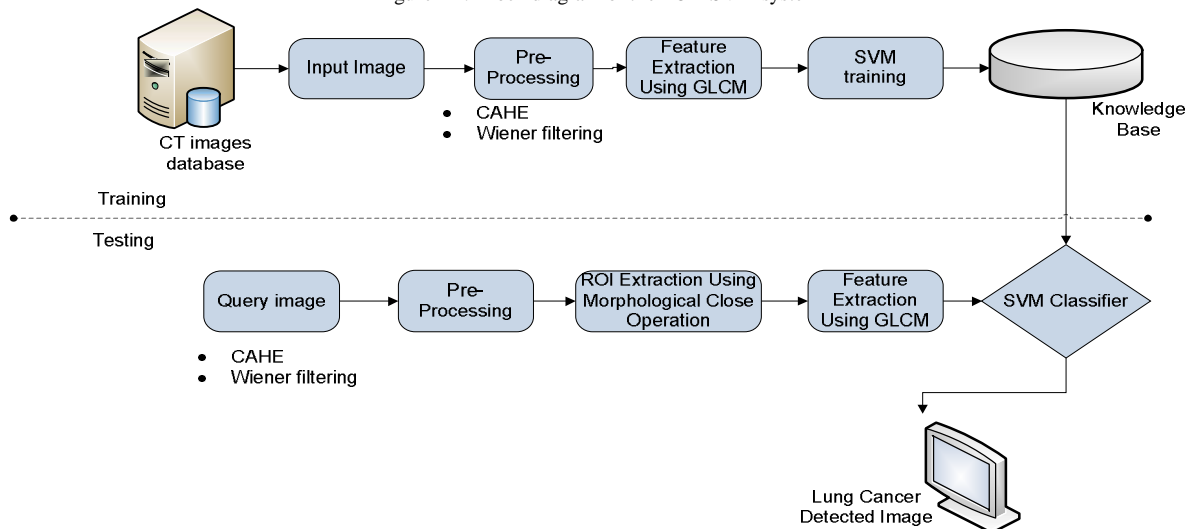 Input Image
Pre-
Processing
Feature
Extraction
Using GLCM
SVM
training
CT images
database
● CAHE
● Wiener filtering
Knowledge
Base
Training
Testing
Query image
Pre-
Processing
ROI Extraction Using
Morphological Close
Operation
Feature
Extraction
Using GLCM
SVM Classifier
● CAHE
● Wiener filtering
Lung Cancer
Detected Image